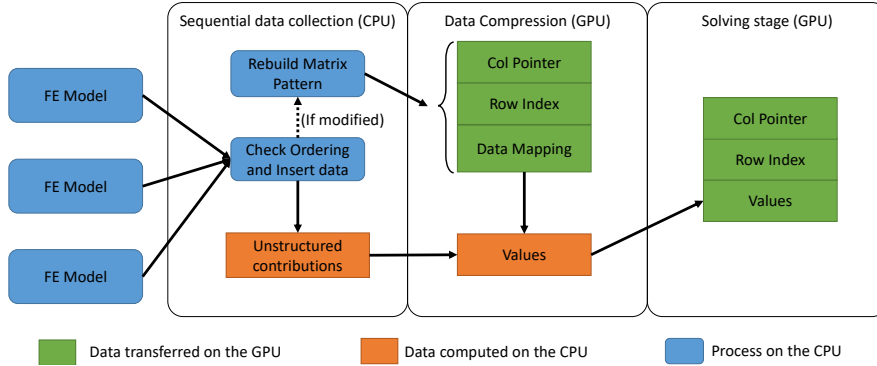 Sequential data collection (CPU)
Data Compression (GPU)
Solving stage (GPU)
FE Model
FE Model
FE Model
Rebuild Matrix
Pattern
(If modified)
Check Ordering
and Insert data
Unstructured
contributions
Col Pointer
Row Index
Data Mapping
Values
Col Pointer
Row Index
Values
Data transferred on the GPU
Data computed on the CPU
Process on the CPU